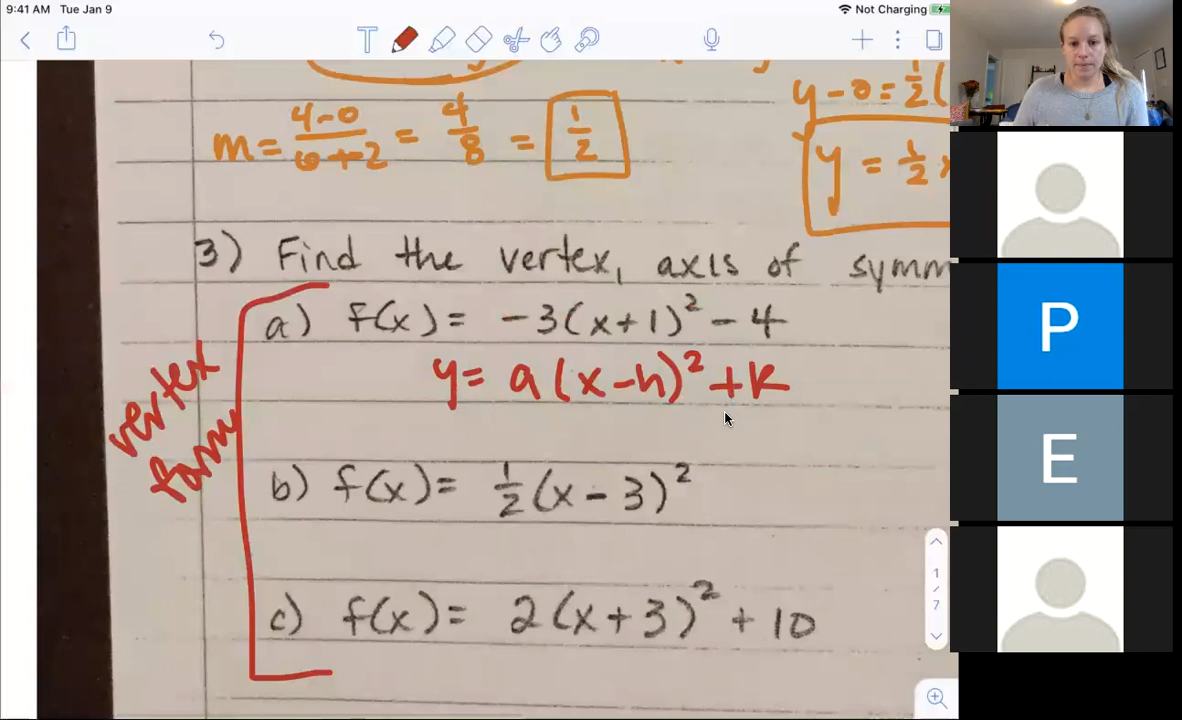 9:41 AM Tue Jan 9
Not Charging
T
y-0=½(
m= 4-0/6+2 = 4/8 = 1/2
y = ½x
3) Find the vertex, axis of symm
a) f(x)= -3(x+1)² - 4
y= a(x-h)² +k
vertex form
b) f(x)= ½(x-3)²
c) f(x)= 2(x+3)² + 10
1/7
P
E